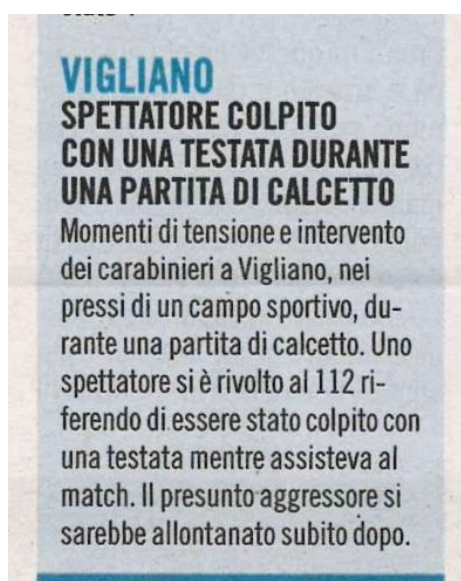 VIGLIANO
SPETTATORE COLPITO
CON UNA TESTATA DURANTE
UNA PARTITA DI CALCETTO
Momenti di tensione e intervento
dei carabinieri a Vigliano, nei
pressi di un campo sportivo, du-
rante una partita di calcetto. Uno
spettatore si è rivolto al 112 ri-
ferendo di essere stato colpito con
una testata mentre assisteva al
match. Il presunto aggressore si
sarebbe allontanato subito dopo.